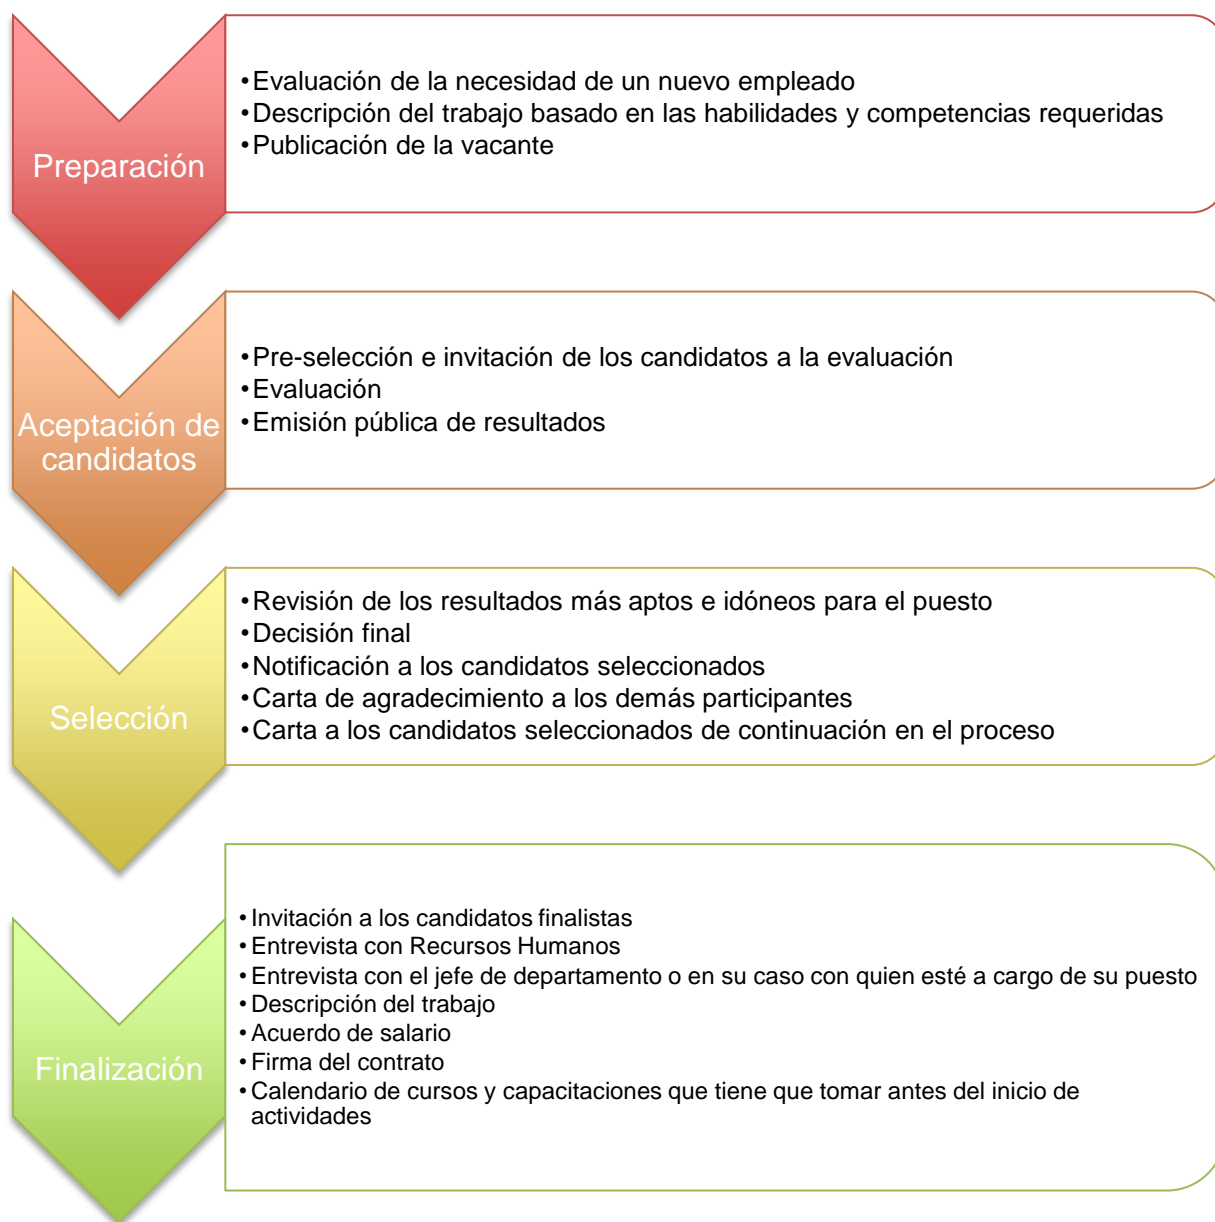 Preparación
•Evaluación de la necesidad de un nuevo empleado
•Descripción del trabajo basado en las habilidades y competencias requeridas
•Publicación de la vacante
Aceptación de
candidatos
•Pre-selección e invitación de los candidatos a la evaluación
•Evaluación
•Emisión pública de resultados
Selección
•Revisión de los resultados más aptos e idóneos para el puesto
•Decisión final
•Notificación a los candidatos seleccionados
•Carta de agradecimiento a los demás participantes
•Carta a los candidatos seleccionados de continuación en el proceso
Finalización
•Invitación a los candidatos finalistas
•Entrevista con Recursos Humanos
•Entrevista con el jefe de departamento o en su caso con quien esté a cargo de su puesto
•Descripción del trabajo
•Acuerdo de salario
•Firma del contrato
•Calendario de cursos y capacitaciones que tiene que tomar antes del inicio de
actividades